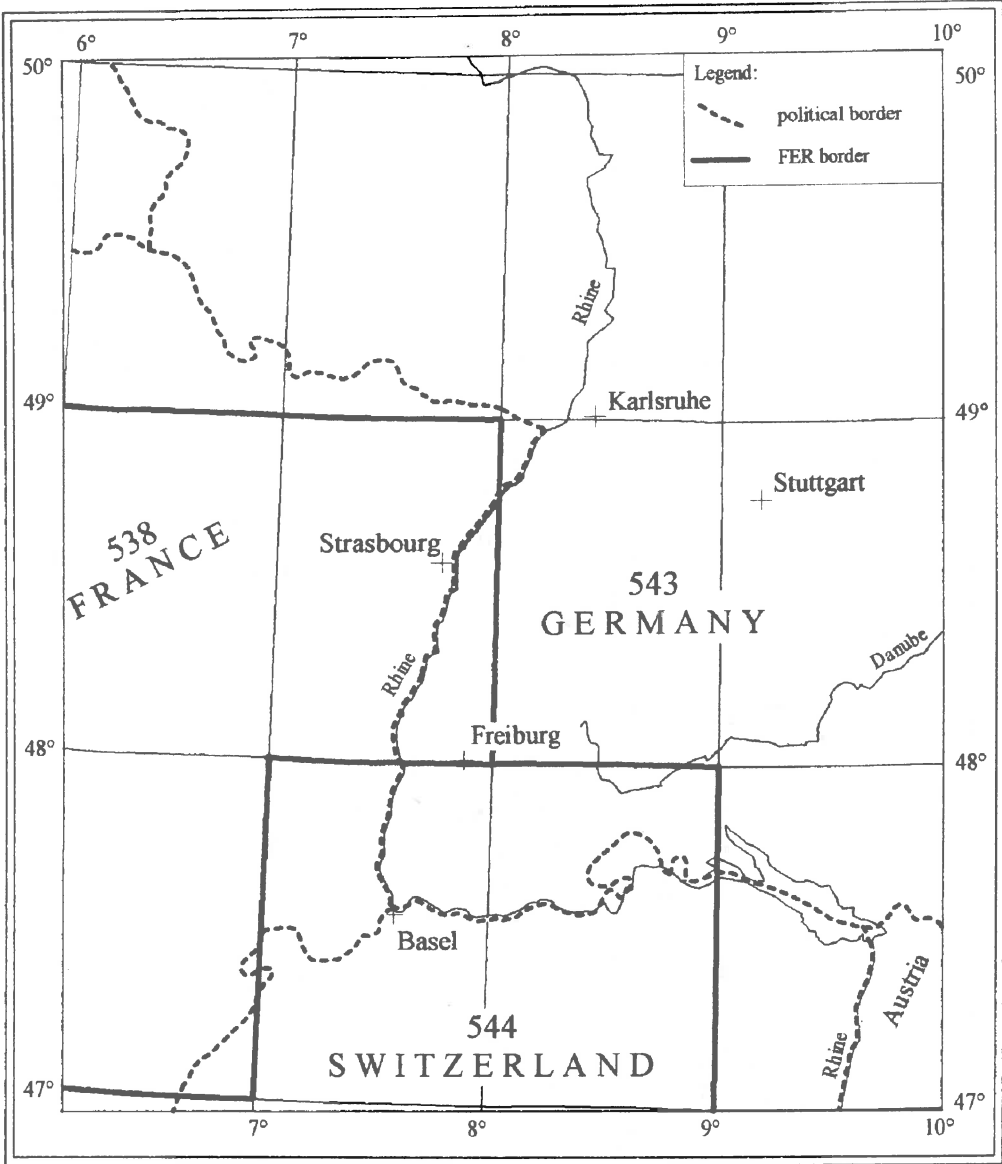 6° 7° 8° 9° 10°
50° 50°
Legend:
political border
FER border
Rhine
49° 49°
Karlsruhe
Stuttgart
538
FRANCE
Strasbourg
543
GERMANY
Rhine
Danube
Freiburg
48° 48°
Basel
Austria
544
SWITZERLAND
Rhine
47° 47°
7° 8° 9° 10°